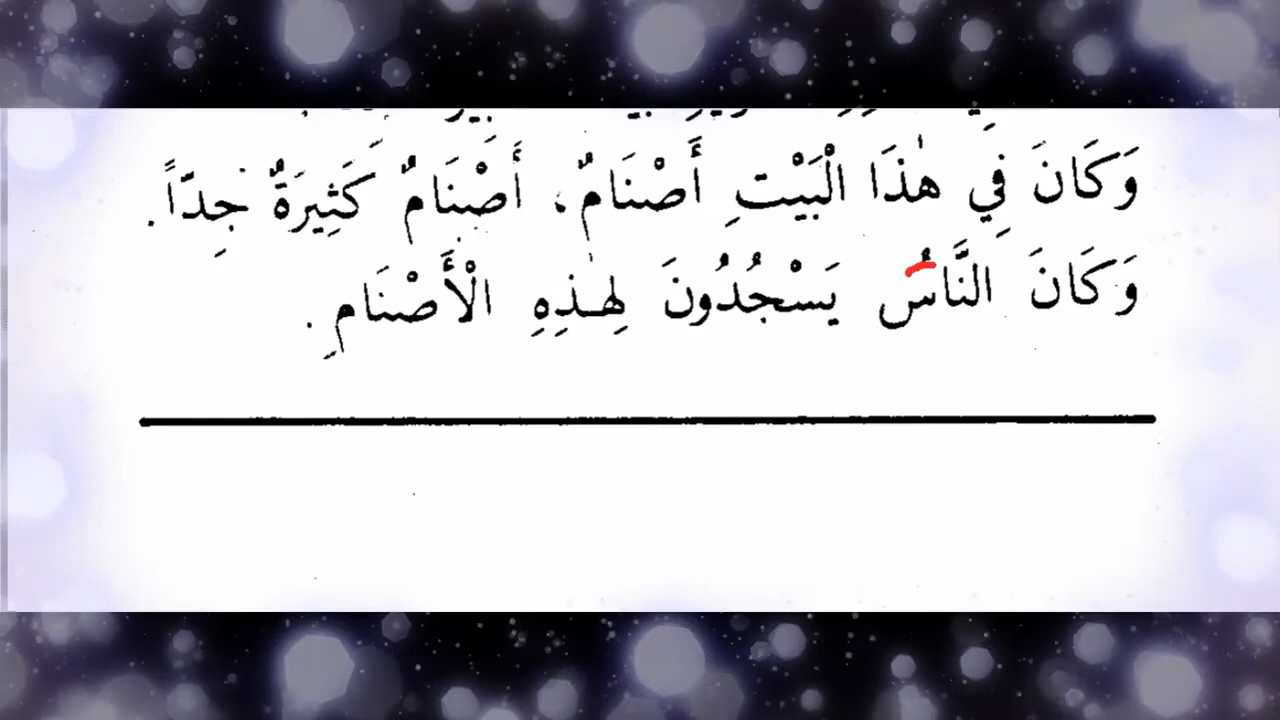 وَكَانَ فِي هٰذَا الْبَيْتِ أَصْنَامٌ، أَصْنَامٌ كَثِيرَةٌ جِدّاً.
وَكَانَ النَّاسُ يَسْجُدُونَ لِهٰذِهِ الْأَصْنَامِ.